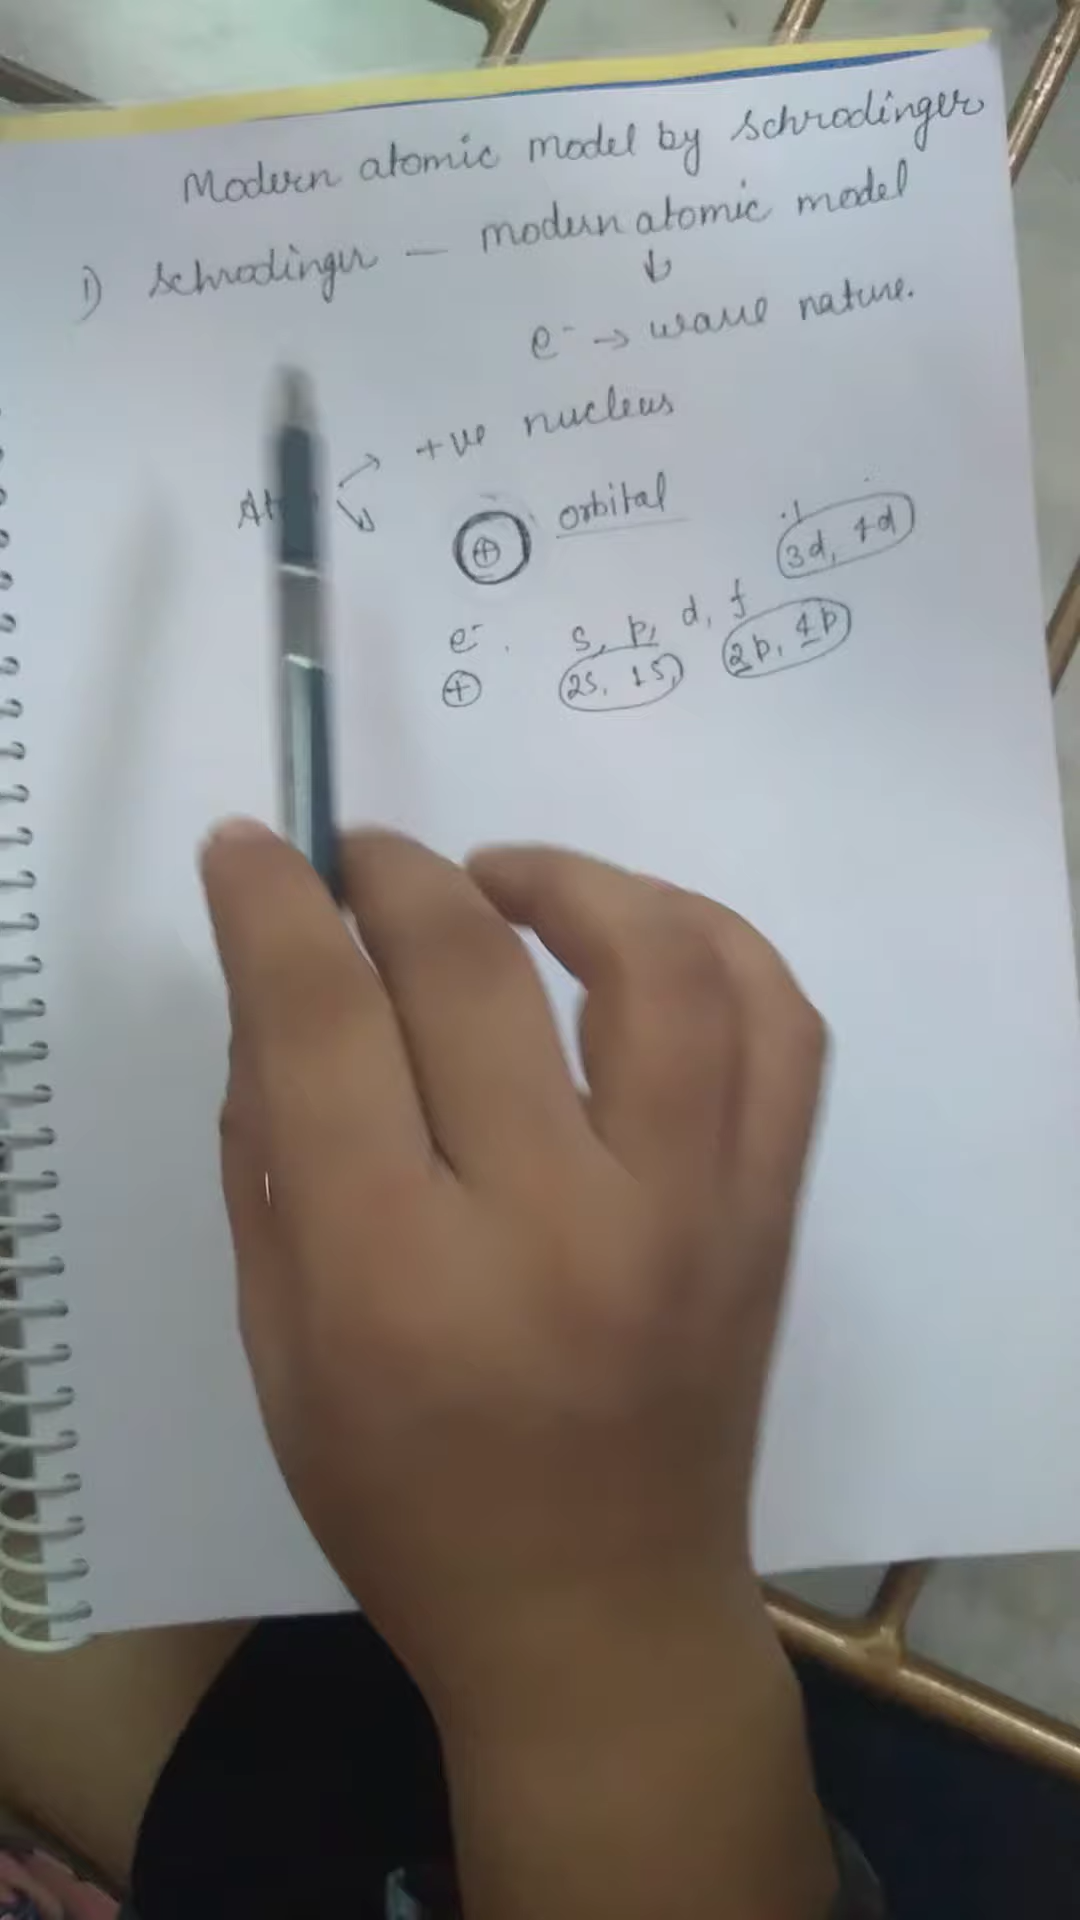 Modern atomic model by schrodinger
1) schrodinger — modern atomic model
↓
e⁻ → wave nature.
+ve nucleus
⊕ orbital
3d, 4d
e⁻. s, p, d, f
⊕ 2s, 1s, 2p, 4p